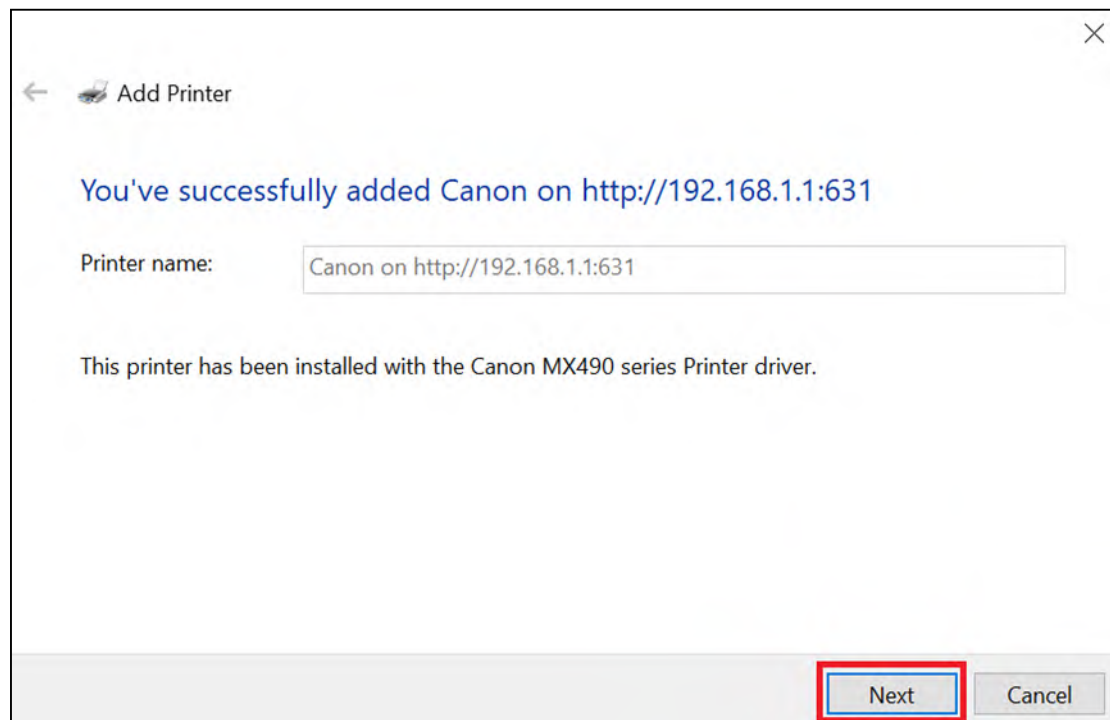 Add Printer
You've successfully added Canon on http://192.168.1.1:631
Printer name: Canon on http://192.168.1.1:631
This printer has been installed with the Canon MX490 series Printer driver.
Next Cancel